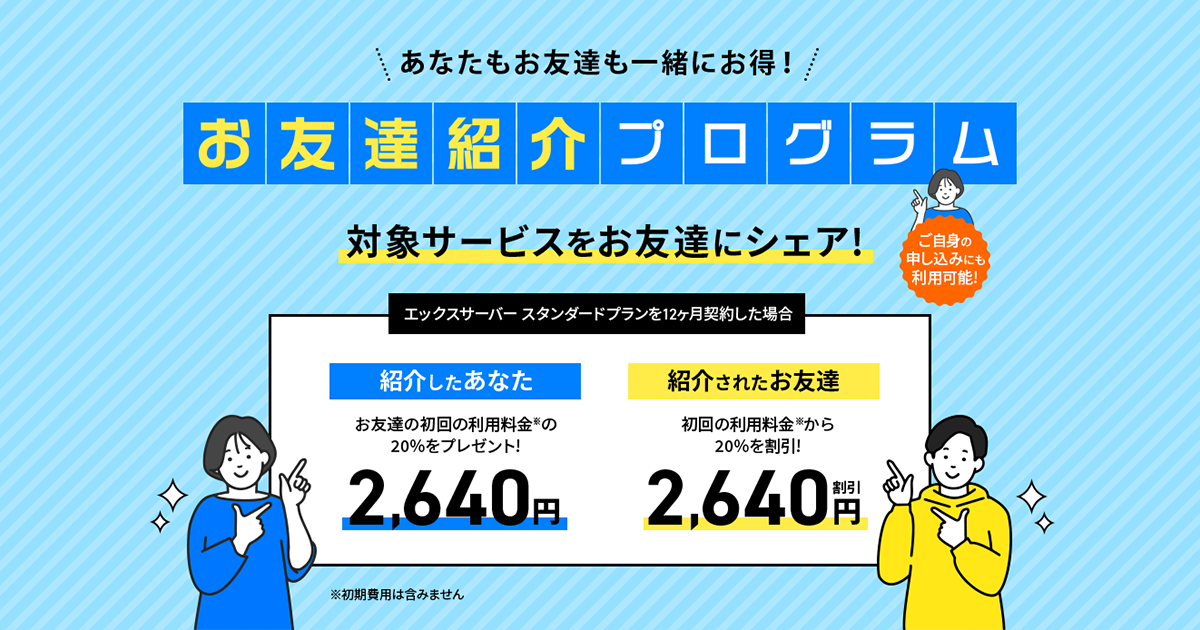 あなたもお友達も一緒にお得！
お友達紹介プログラム
対象サービスをお友達にシェア！
ご自身の
申し込みにも
利用可能！
エックスサーバー スタンダードプランを12ヶ月契約した場合
紹介したあなた
お友達の初回の利用料金※の
20%をプレゼント！
2,640円
紹介されたお友達
初回の利用料金※から
20%を割引！
2,640円割引
※初期費用は含みません